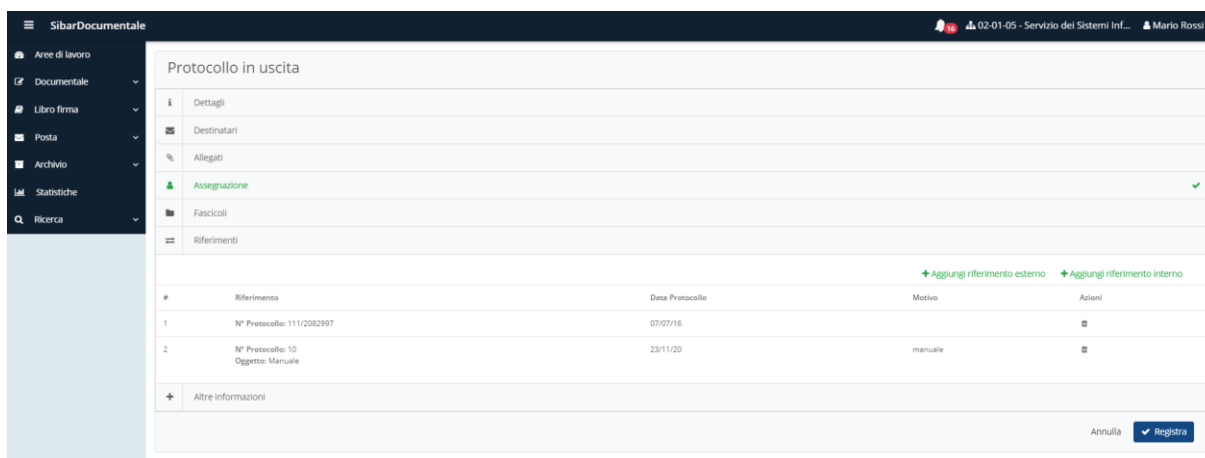 SibarDocumentale
16 02-01-05 - Servizio dei Sistemi Inf... Mario Rossi
Aree di lavoro
Documentale
Libro firma
Posta
Archivio
Statistiche
Ricerca
Protocollo in uscita
Dettagli
Destinatari
Allegati
Assegnazione
Fascicoli
Riferimenti
+ Aggiungi riferimento esterno + Aggiungi riferimento interno
# Riferimento Data Protocollo Motivo Azioni
1 N° Protocollo: 111/2082997 07/07/16
2 N° Protocollo: 10 23/11/20 manuale
Oggetto: Manuale
Altre informazioni
Annulla Registra